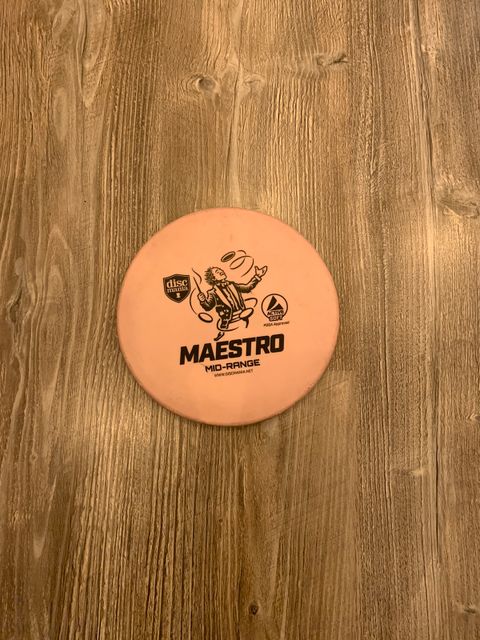 disc
mania
ACTIVE
PDGA Approved
MAESTRO
MID-RANGE
WWW.DISCMANIA.NET